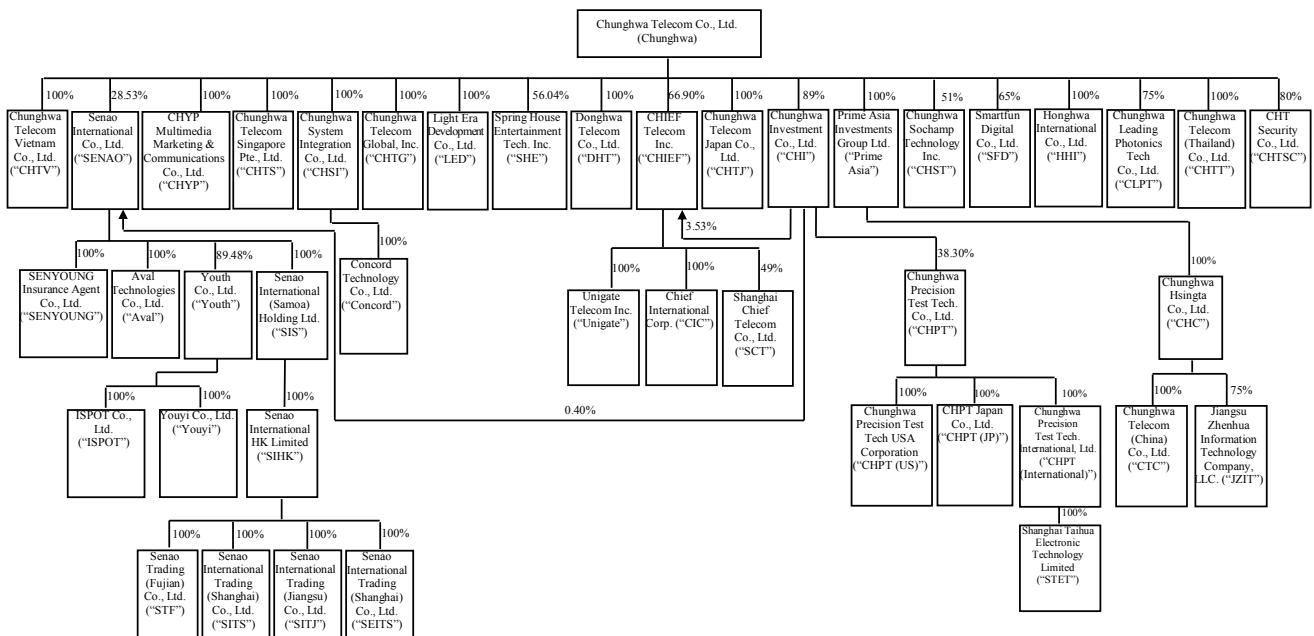 Chunghwa Telecom Co., Ltd.
(Chunghwa)
100%
28.53%
100%
100%
100%
100%
100%
56.04%
100%
66.90%
100%
89%
100%
51%
65%
100%
75%
100%
80%
Chunghwa
Telecom
Vietnam
Co., Ltd.
(“CHTV”)
Senao
International
Co., Ltd.
(“SENAO”)
CHYP
Multimedia
Marketing &
Communications
Co., Ltd.
(“CHYP”)
Chunghwa
Telecom
Singapore
Pte., Ltd.
(“CHTS”)
Chunghwa
System
Integration
Co., Ltd.
(“CHSI”)
Chunghwa
Telecom
Global, Inc.
(“CHTG”)
Light Era
Development
Co., Ltd.
(“LED”)
Spring House
Entertainment
Tech. Inc.
(“SHE”)
Donghwa
Telecom
Co., Ltd.
(“DHT”)
CHIEF
Telecom
Inc.
(“CHIEF”)
Chunghwa
Telecom
Japan Co.,
Ltd.
(“CHTJ”)
Chunghwa
Investment
Co., Ltd.
(“CHI”)
Prime Asia
Investments
Group Ltd.
(“Prime
Asia”)
Chunghwa
Sochamp
Technology
Inc.
(“CHST”)
Smartfun
Digital
Co., Ltd.
(“SFD”)
Honghwa
International
Co., Ltd.
(“HHI”)
Chunghwa
Leading
Photonics
Tech
Co., Ltd.
(“CLPT”)
Chunghwa
Telecom
(Thailand)
Co., Ltd.
(“CHTT”)
CHT
Security
Co., Ltd.
(“CHTSC”)
3.53%
100%
100%
89.48%
100%
100%
100%
100%
49%
38.30%
100%
SENYOUNG
Insurance Agent
Co., Ltd.
(“SENYOUNG”)
Aval
Technologies
Co., Ltd.
(“Aval”)
Youth
Co., Ltd.
(“Youth”)
Senao
International
(Samoa)
Holding Ltd.
(“SIS”)
Concord
Technology
Co., Ltd.
(“Concord”)
Unigate
Telecom Inc.
(“Unigate”)
Chief
International
Corp. (“CIC”)
Shanghai
Chief
Telecom
Co., Ltd.
(“SCT”)
Chunghwa
Precision
Test Tech.
Co., Ltd.
(“CHPT”)
Chunghwa
Hsingta
Co., Ltd.
(“CHC”)
100%
100%
100%
0.40%
100%
100%
100%
100%
75%
ISPOT Co.,
Ltd.
(“ISPOT”)
Youyi Co., Ltd.
(“Youyi”)
Senao
International
HK Limited
(“SIHK”)
Chunghwa
Precision Test
Tech USA
Corporation
(“CHPT (US)”)
CHPT Japan
Co., Ltd.
(“CHPT (JP)”)
Chunghwa
Precision
Test Tech.
International, Ltd.
(“CHPT
(International)”)
Chunghwa
Telecom
(China)
Co., Ltd.
(“CTC”)
Jiangsu
Zhenhua
Information
Technology
Company,
LLC. (“JZIT”)
100%
100%
100%
100%
100%
Senao
Trading
(Fujian)
Co., Ltd.
(“STF”)
Senao
International
Trading
(Shanghai)
Co., Ltd.
(“SITS”)
Senao
International
Trading
(Jiangsu)
Co., Ltd.
(“SITJ”)
Senao
International
Trading
(Shanghai)
Co., Ltd.
(“SEITS”)
Shanghai Taihua
Electronic
Technology
Limited
(“STET”)